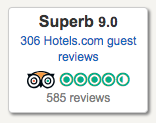 Superb 9.0
306 Hotels.com guest
reviews
585 reviews